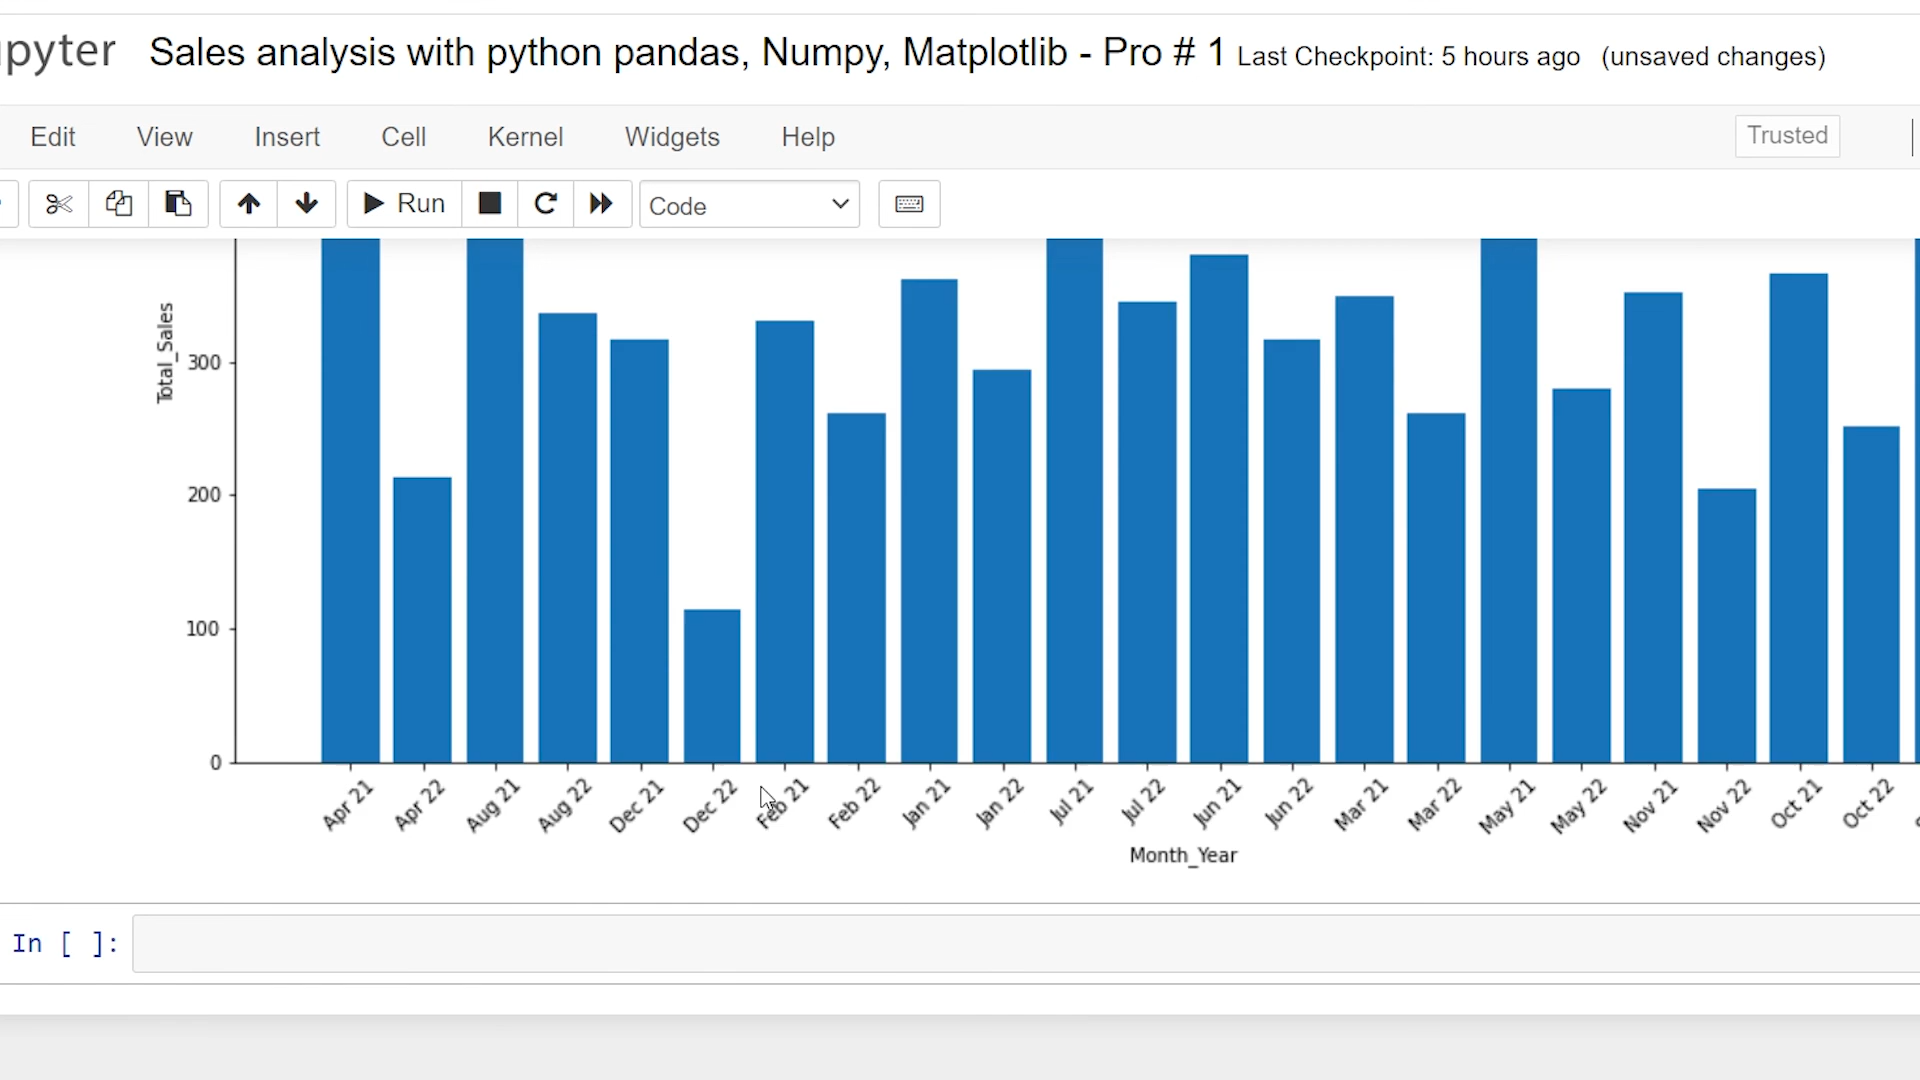 upyter Sales analysis with python pandas, Numpy, Matplotlib - Pro # 1 Last Checkpoint: 5 hours ago (unsaved changes)
Edit View Insert Cell Kernel Widgets Help Trusted
Run Code
Total_Sales
300
200
100
0
Apr 21 Apr 22 Aug 21 Aug 22 Dec 21 Dec 22 Feb 21 Feb 22 Jan 21 Jan 22 Jul 21 Jul 22 Jun 21 Jun 22 Mar 21 Mar 22 May 21 May 22 Nov 21 Nov 22 Oct 21 Oct 22
Month_Year
In [ ]: